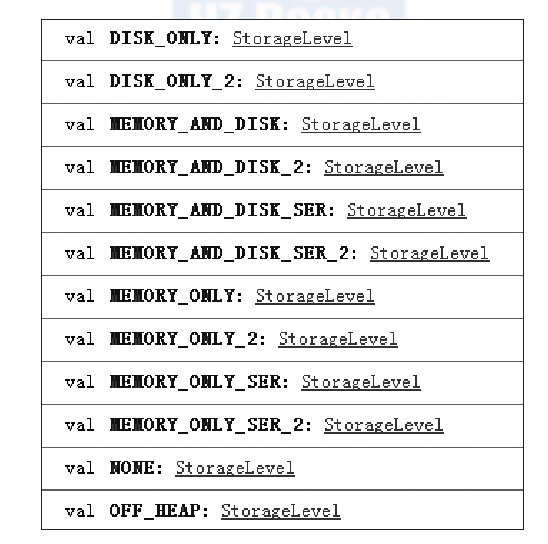 val DISK_ONLY: StorageLevel
val DISK_ONLY_2: StorageLevel
val MEMORY_AND_DISK: StorageLevel
val MEMORY_AND_DISK_2: StorageLevel
val MEMORY_AND_DISK_SER: StorageLevel
val MEMORY_AND_DISK_SER_2: StorageLevel
val MEMORY_ONLY: StorageLevel
val MEMORY_ONLY_2: StorageLevel
val MEMORY_ONLY_SER: StorageLevel
val MEMORY_ONLY_SER_2: StorageLevel
val NONE: StorageLevel
val OFF_HEAP: StorageLevel